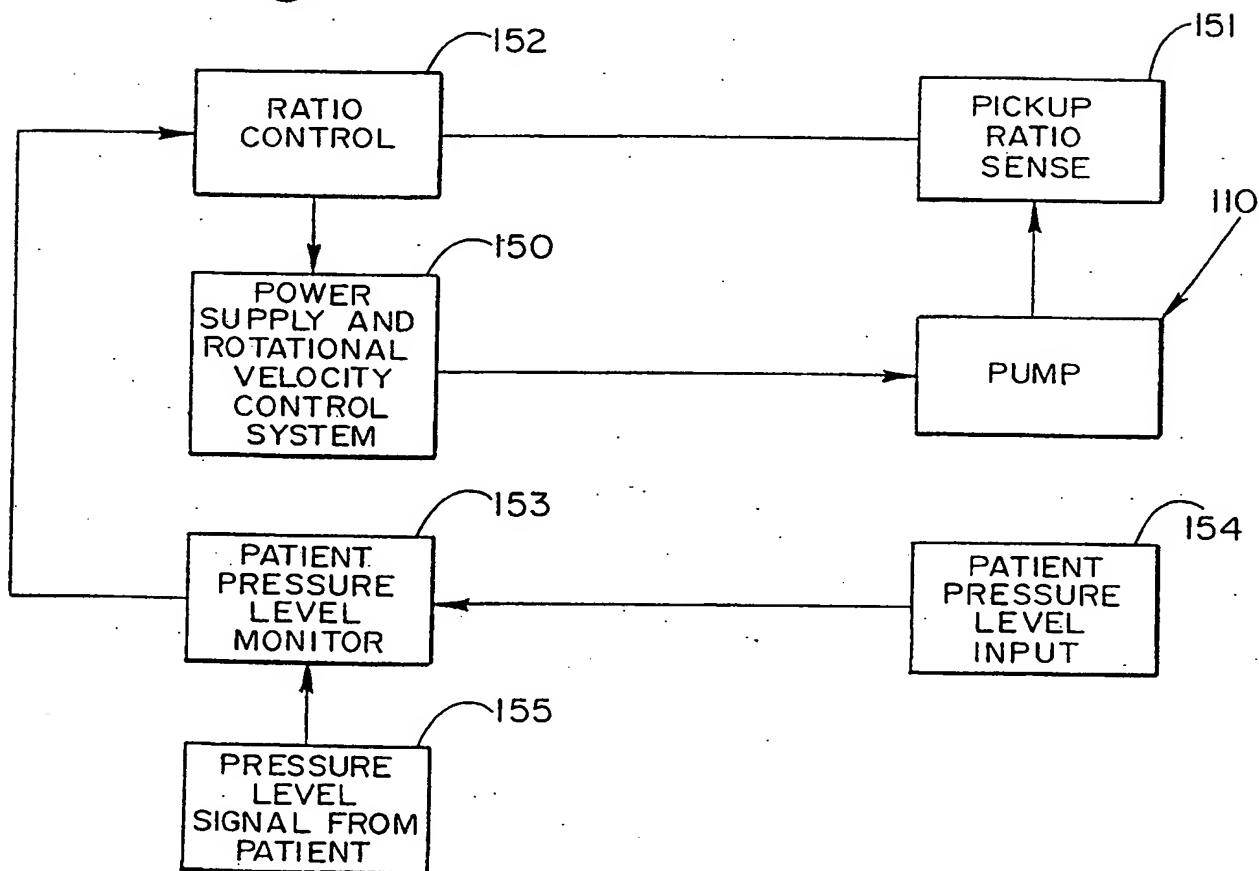 152
RATIO
CONTROL
151
PICKUP
RATIO
SENSE
110
150
POWER
SUPPLY AND
ROTATIONAL
VELOCITY
CONTROL
SYSTEM
PUMP
153
PATIENT
PRESSURE
LEVEL
MONITOR
154
PATIENT
PRESSURE
LEVEL
INPUT
155
PRESSURE
LEVEL
SIGNAL FROM
PATIENT